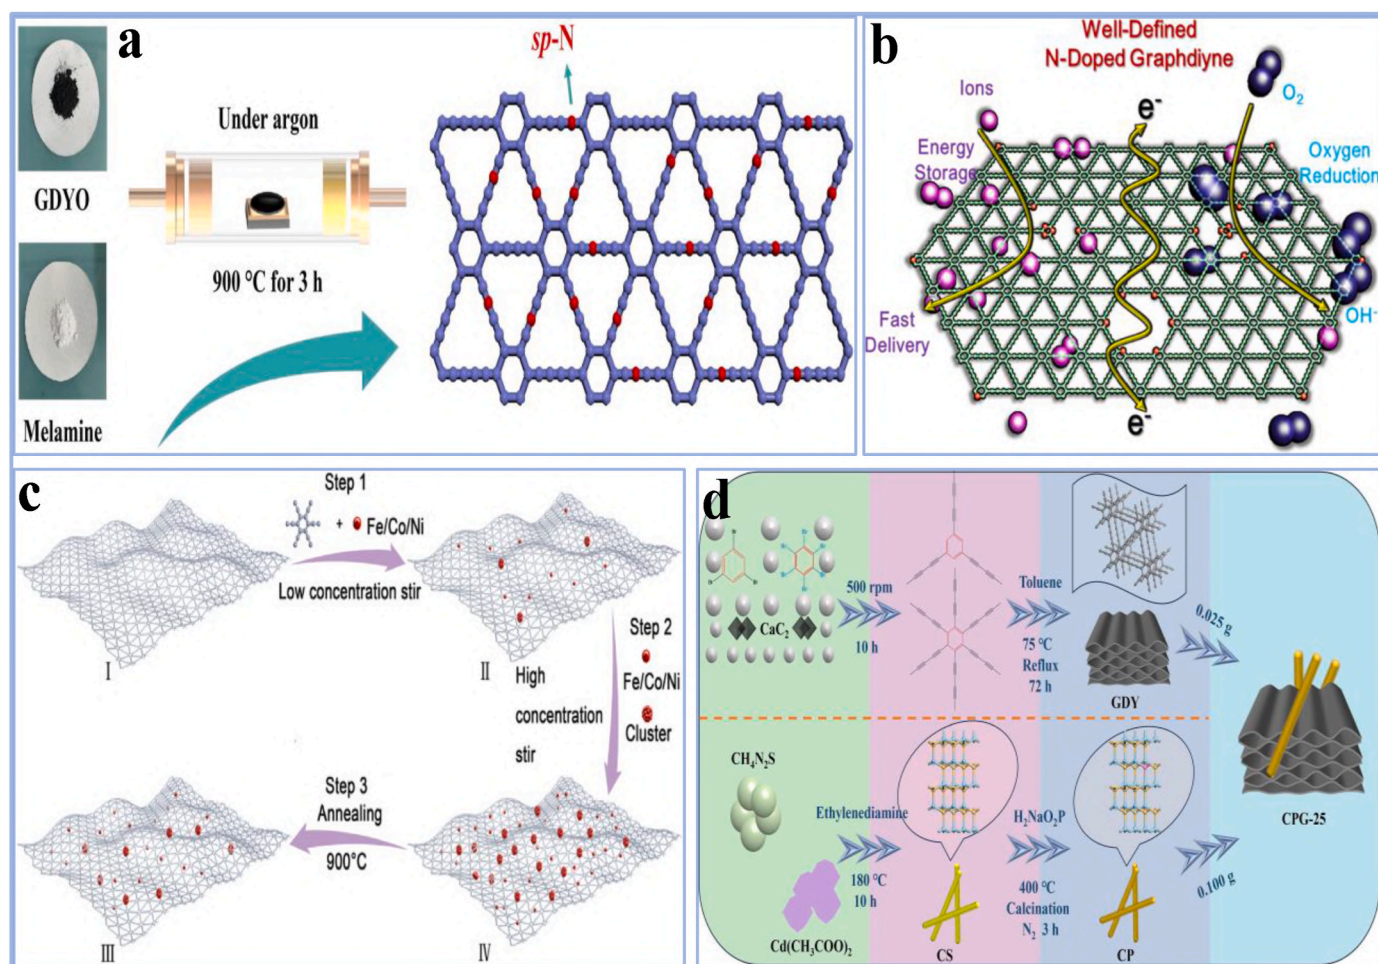 a
sp-N
Under argon
GDYO
900 °C for 3 h
Melamine
b
Well-Defined
N-Doped Graphdiyne
Ions
e⁻
O₂
Energy
Storage
Oxygen
Reduction
Fast
Delivery
OH⁻
e⁻
c
Step 1
+ Fe/Co/Ni
Low concentration stir
I
II
Step 2
Fe/Co/Ni
Cluster
High
concentration
stir
Step 3
Annealing
900°C
III
IV
d
CaC₂
500 rpm
10 h
Toluene
75 °C
Reflux
72 h
GDY
0.025 g
CH₄N₂S
Ethylenediamine
180 °C
10 h
Cd(CH₃COO)₂
CS
H₂NaO₂P
400 °C
Calcination
N₂ 3 h
CP
0.100 g
CPG-25